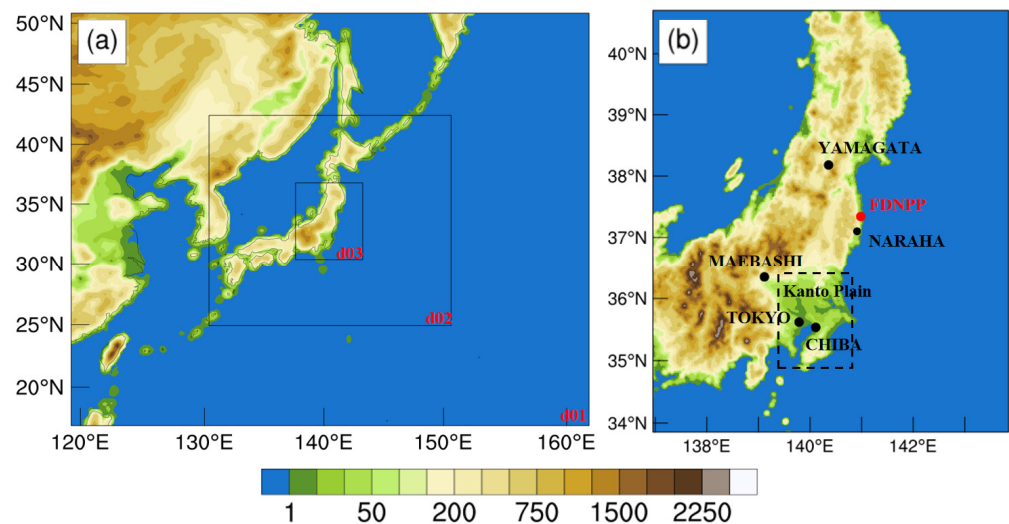 (a)
50°N
45°N
40°N
35°N
30°N
25°N
20°N
120°E
130°E
140°E
150°E
160°E
d03
d02
d01
(b)
40°N
39°N
38°N
37°N
36°N
35°N
34°N
138°E
140°E
142°E
YAMAGATA
FDNPP
NARAHA
MAEBASHI
Kanto Plain
TOKYO
CHIBA
1 50 200 750 1500 2250